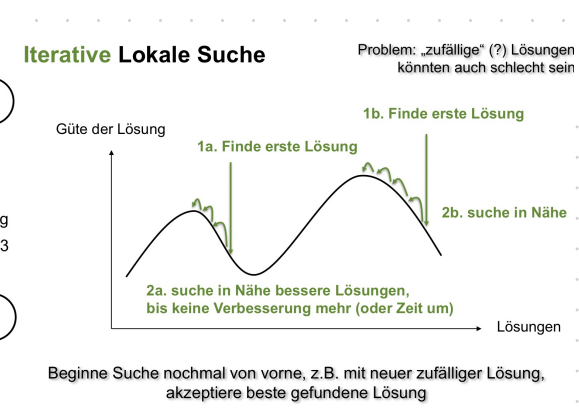 Iterative Lokale Suche
Problem: „zufällige“ (?) Lösungen
könnten auch schlecht sein
1b. Finde erste Lösung
Güte der Lösung
1a. Finde erste Lösung
2b. suche in Nähe
g
3
2a. suche in Nähe bessere Lösungen,
bis keine Verbesserung mehr (oder Zeit um)
Lösungen
Beginne Suche nochmal von vorne, z.B. mit neuer zufälliger Lösung,
akzeptiere beste gefundene Lösung